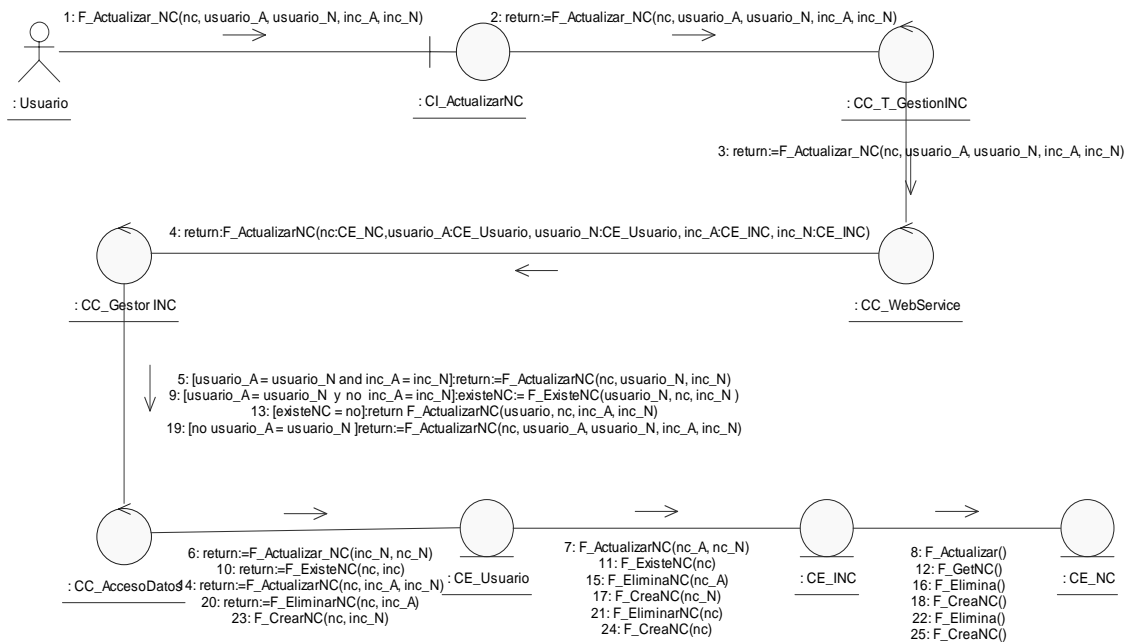 1: F_Actualizar_NC(nc, usuario_A, usuario_N, inc_A, inc_N)
2: return:=F_Actualizar_NC(nc, usuario_A, usuario_N, inc_A, inc_N)
: Usuario
: CI_ActualizarNC
: CC_T_GestionINC
3: return:=F_Actualizar_NC(nc, usuario_A, usuario_N, inc_A, inc_N)
4: return:F_ActualizarNC(nc:CE_NC,usuario_A:CE_Usuario, usuario_N:CE_Usuario, inc_A:CE_INC, inc_N:CE_INC)
: CC_Gestor INC
: CC_WebService
5: [usuario_A = usuario_N and inc_A = inc_N]:return:=F_ActualizarNC(nc, usuario_N, inc_N)
9: [usuario_A = usuario_N y no inc_A = inc_N]:existeNC:= F_ExisteNC(usuario_N, nc, inc_N )
13: [existeNC = no]:return F_ActualizarNC(usuario, nc, inc_A, inc_N)
19: [no usuario_A = usuario_N ]return:=F_ActualizarNC(nc, usuario_A, usuario_N, inc_A, inc_N)
: CC_AccesoDatos
6: return:=F_Actualizar_NC(inc_N, nc_N)
10: return:=F_ExisteNC(nc, inc)
14: return:=F_ActualizarNC(nc, inc_A, inc_N)
20: return:=F_EliminarNC(nc, inc_A)
23: F_CrearNC(nc, inc_N)
: CE_Usuario
7: F_ActualizarNC(nc_A, nc_N)
11: F_ExisteNC(nc)
15: F_EliminaNC(nc_A)
17: F_CreaNC(nc_N)
21: F_EliminarNC(nc)
24: F_CreaNC(nc)
: CE_INC
8: F_Actualizar()
12: F_GetNC()
16: F_Elimina()
18: F_CreaNC()
22: F_Elimina()
25: F_CreaNC()
: CE_NC